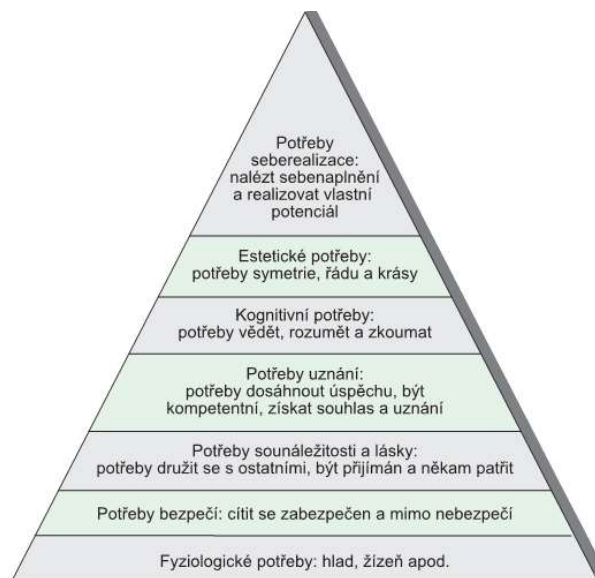 Potřeby
seberealizace:
nalézt sebenaplnění
a realizovat vlastní
potenciál
Estetické potřeby:
potřeby symetrie, řádu a krásy
Kognitivní potřeby:
potřeby vědět, rozumět a zkoumat
Potřeby uznání:
potřeby dosáhnout úspěchu, být
kompetentní, získat souhlas a uznání
Potřeby sounáležitosti a lásky:
potřeby družit se s ostatními, být přijímán a někam patřit
Potřeby bezpečí: cítit se zabezpečen a mimo nebezpečí
Fyziologické potřeby: hlad, žízeň apod.